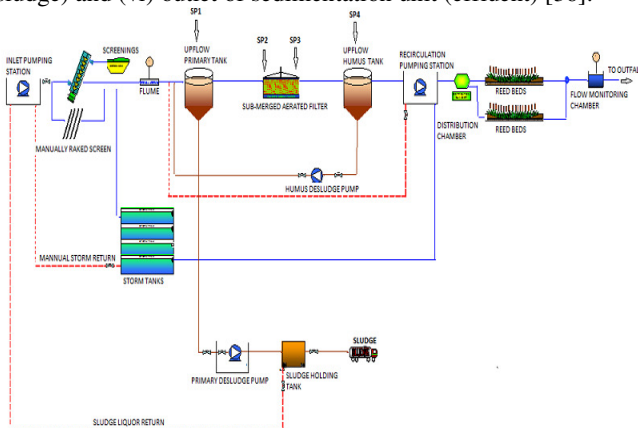 sludge) and (vi) outlet of sedimentation unit (effluent) [30].
SP1
SP4
SP2
SP3
INLET PUMPING
STATION
SCREENINGS
UPFLOW
PRIMARY TANK
UPFLOW
HUMUS TANK
RECIRCULATION
PUMPING STATION
TO OUTFAL
FLUME
SUB-MERGED AERATED FILTER
REED BEDS
FLOW MONITORING
CHAMBER
DISTRIBUTION
CHAMBER
REED BEDS
MANUALLY RAKED SCREEN
HUMUS DESLUDGE PUMP
MANNUAL STORM RETURN
STORM TANKS
SLUDGE
PRIMARY DESLUDGE PUMP
SLUDGE HOLDING
TANK
SLUDGE LIQUOR RETURN